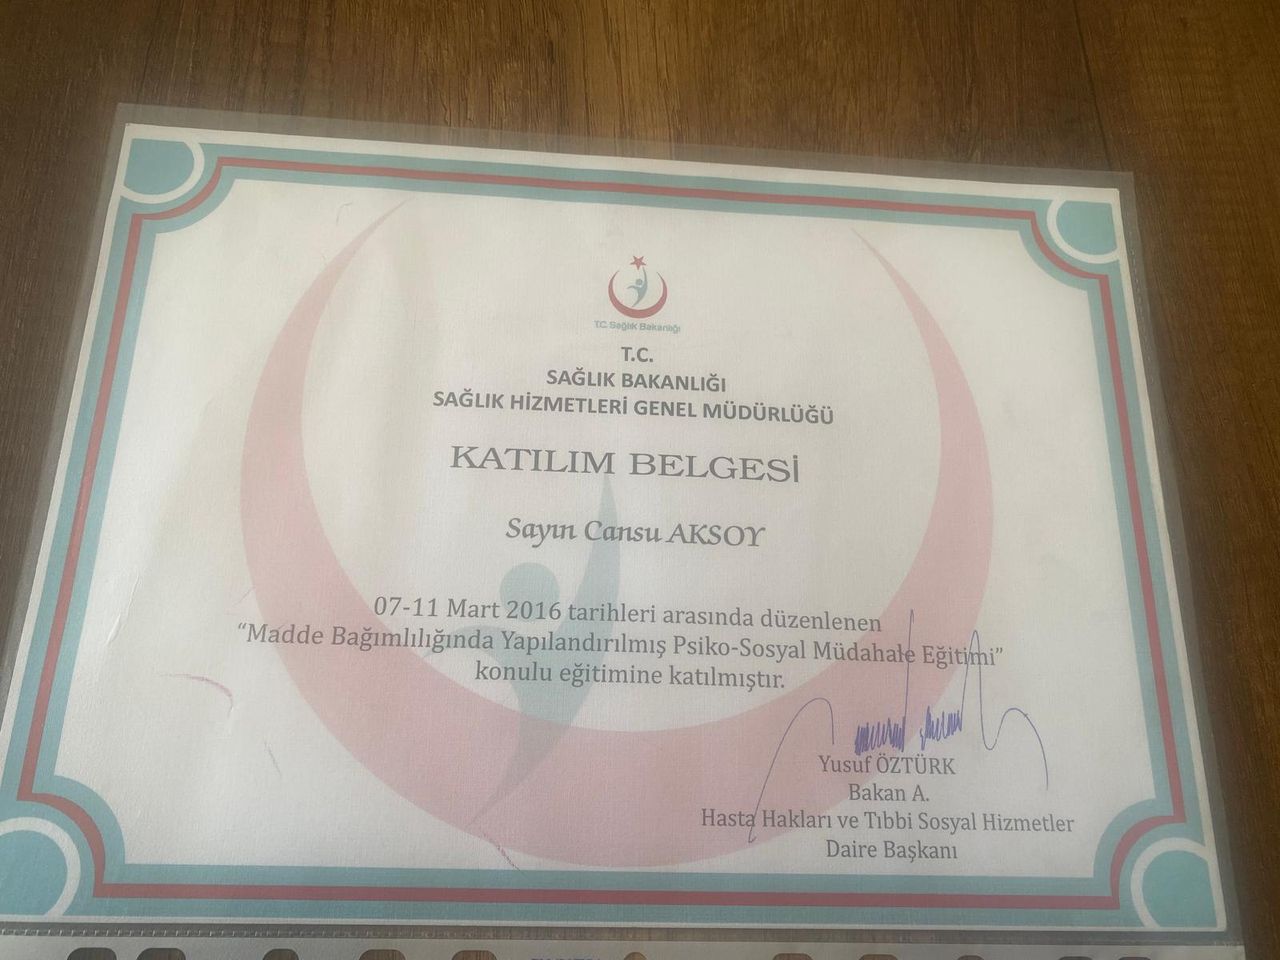 T.C. Sağlık Bakanlığı
T.C.
SAĞLIK BAKANLIĞI
SAĞLIK HİZMETLERİ GENEL MÜDÜRLÜĞÜ
KATILIM BELGESİ
Sayın Cansu AKSOY
07-11 Mart 2016 tarihleri arasında düzenlenen
“Madde Bağımlılığında Yapılandırılmış Psiko-Sosyal Müdahale Eğitimi”
konulu eğitimine katılmıştır.
Yusuf ÖZTÜRK
Bakan A.
Hasta Hakları ve Tıbbi Sosyal Hizmetler
Daire Başkanı